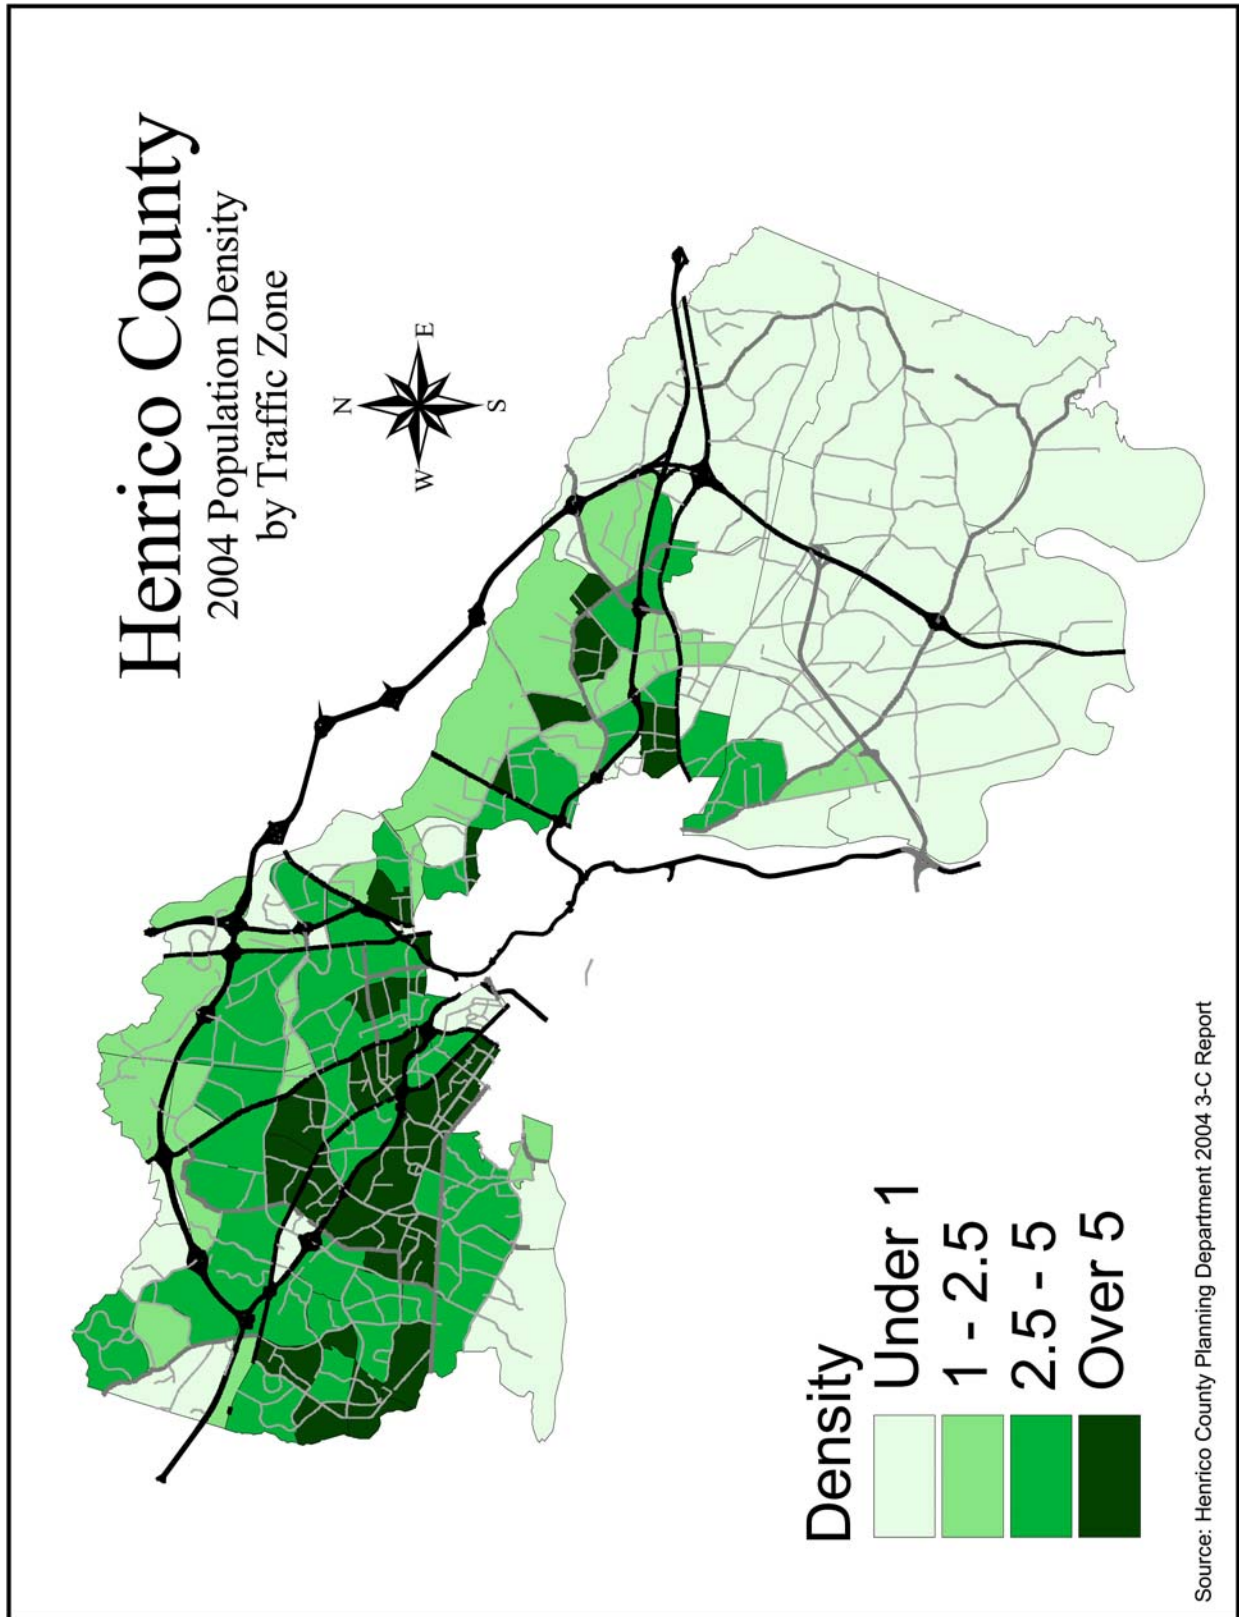 Henrico County
2004 Population Density
by Traffic Zone
N
W
E
S
Density
Under 1
1 - 2.5
2.5 - 5
Over 5
Source: Henrico County Planning Department 2004 3-C Report